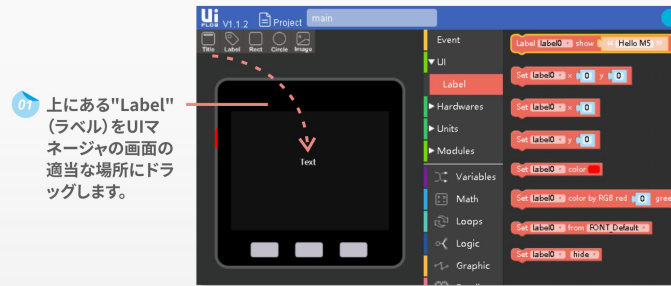 Ui
FLOW V1.1.2 Project main
Title Label Rect Circle Image
01 上にある"Label"
(ラベル)をUIマ
ネージャの画面の
適当な場所にドラ
ッグします。
Text
Event
▼ UI
Label
▶ Hardwares
▶ Units
▶ Modules
Variables
Math
Loops
Logic
Graphic
Label label0 show " Hello M5 "
Set label0 x 0 y 0
Set label0 x 0
Set label0 y 0
Set label0 color
Set label0 color by RGB red 0 gree
Set label0 from FONT_Default
Set label0 hide